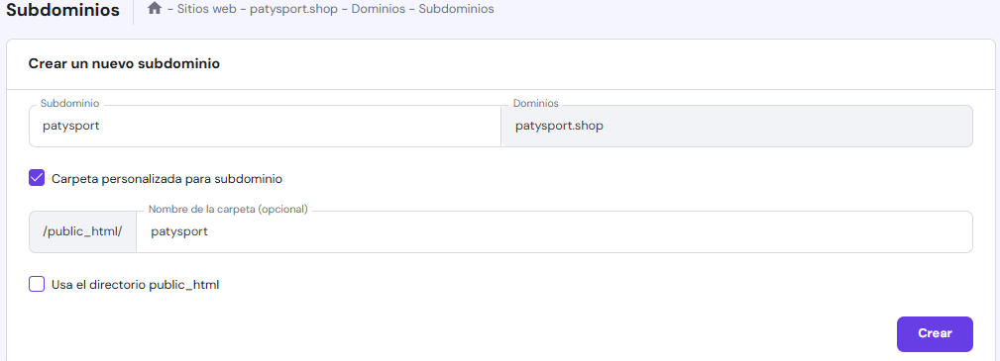 Subdominios
- Sitios web - patysport.shop - Dominios - Subdominios
Crear un nuevo subdominio
Subdominio
patysport
Dominios
patysport.shop
Carpeta personalizada para subdominio
Nombre de la carpeta (opcional)
/public_html/
patysport
Usa el directorio public_html
Crear